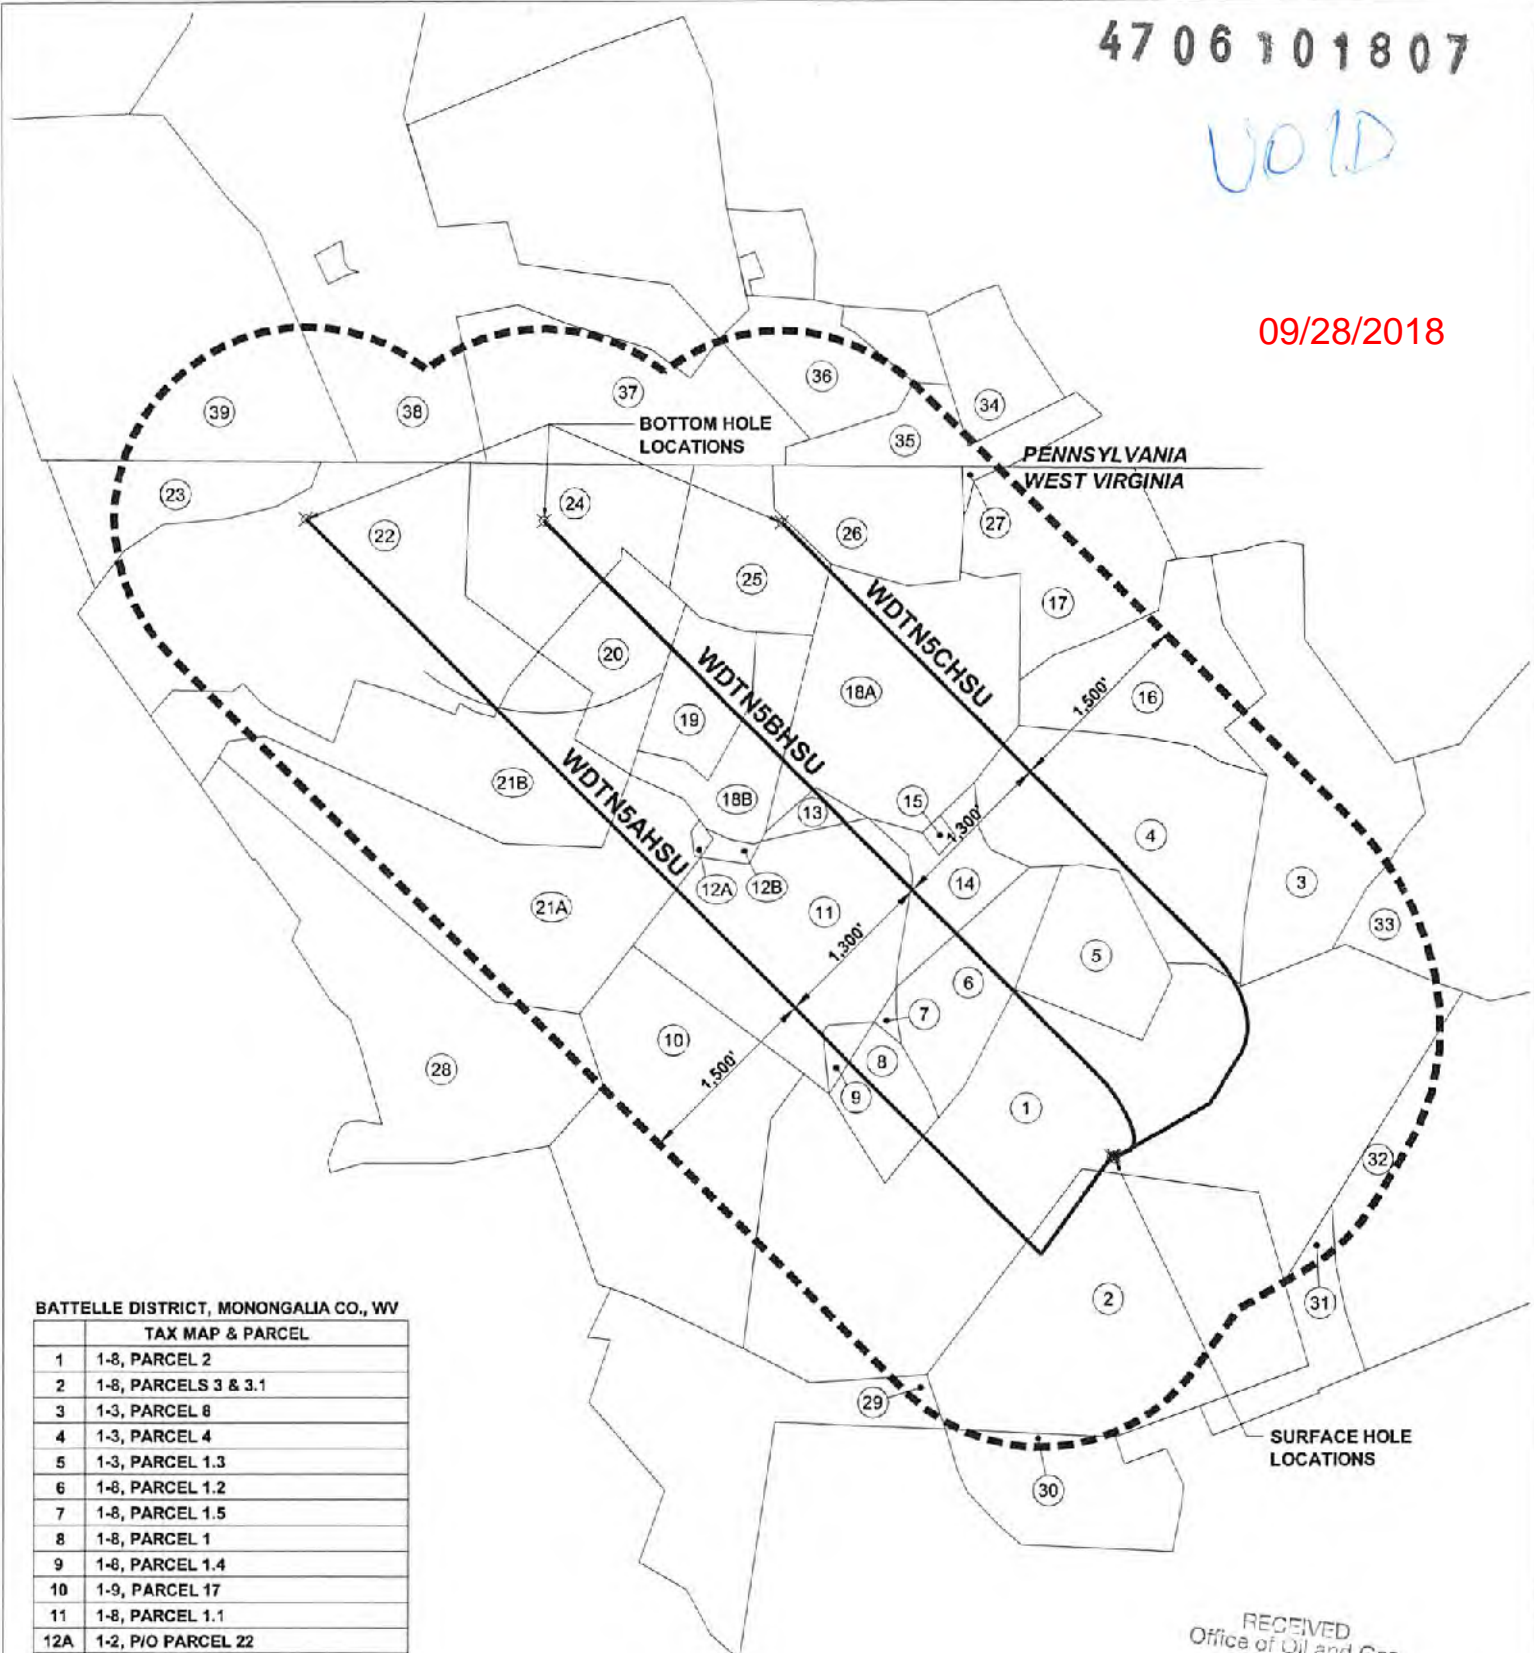 4706101807
VOID
09/28/2018
36
37
34
39
38
BOTTOM HOLE
LOCATIONS
35
PENNSYLVANIA
WEST VIRGINIA
23
24
22
26
27
25
17
WDTN5CHSU
20
WDTN5BHSU
18A
16
1,500'
19
WDTN5AHSU
21B
18B
13
15
1,300'
4
12A
12B
14
3
21A
11
33
1,300'
5
6
7
10
8
28
1,500'
9
1
32
2
31
29
SURFACE HOLE
LOCATIONS
30
BATTELLE DISTRICT, MONONGALIA CO., WV
TAX MAP & PARCEL
1 1-8, PARCEL 2
2 1-8, PARCELS 3 & 3.1
3 1-3, PARCEL 8
4 1-3, PARCEL 4
5 1-3, PARCEL 1.3
6 1-8, PARCEL 1.2
7 1-8, PARCEL 1.5
8 1-8, PARCEL 1
9 1-8, PARCEL 1.4
10 1-9, PARCEL 17
11 1-8, PARCEL 1.1
12A 1-2, P/O PARCEL 22
RECEIVED
Office of Oil and